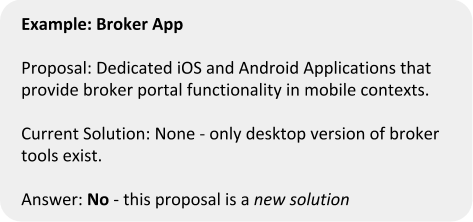 Example: Broker App
Proposal: Dedicated iOS and Android Applications that
provide broker portal functionality in mobile contexts.
Current Solution: None - only desktop version of broker
tools exist.
Answer: No - this proposal is a new solution